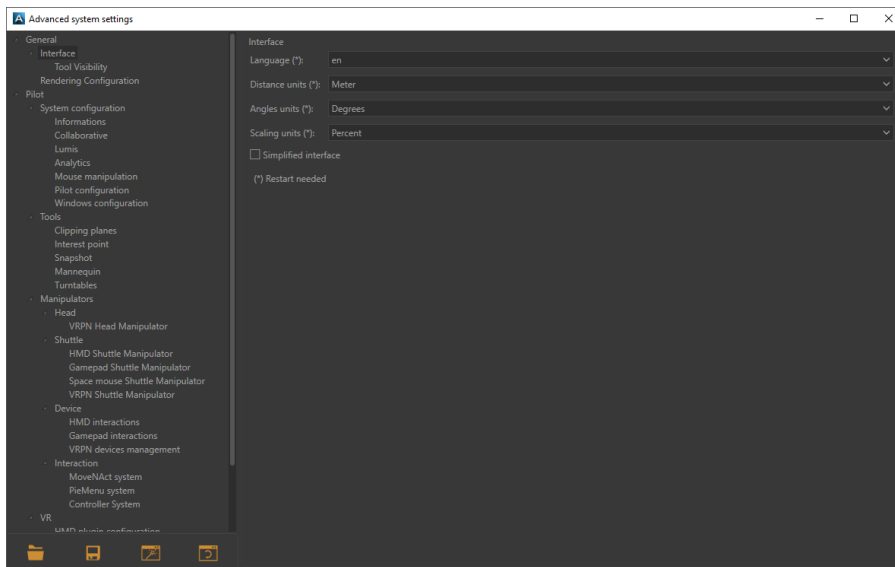 Advanced system settings
General
Interface
Tool Visibility
Rendering Configuration
Pilot
System configuration
Informations
Collaborative
Lumis
Analytics
Mouse manipulation
Pilot configuration
Windows configuration
Tools
Clipping planes
Interest point
Snapshot
Mannequin
Turntables
Manipulators
Head
VRPN Head Manipulator
Shuttle
HMD Shuttle Manipulator
Gamepad Shuttle Manipulator
Space mouse Shuttle Manipulator
VRPN Shuttle Manipulator
Device
HMD interactions
Gamepad interactions
VRPN devices management
Interaction
MoveNAct system
PieMenu system
Controller System
VR
HMD plugin configuration
Interface
Language (*): en
Distance units (*): Meter
Angles units (*): Degrees
Scaling units (*): Percent
Simplified interface
(*) Restart needed